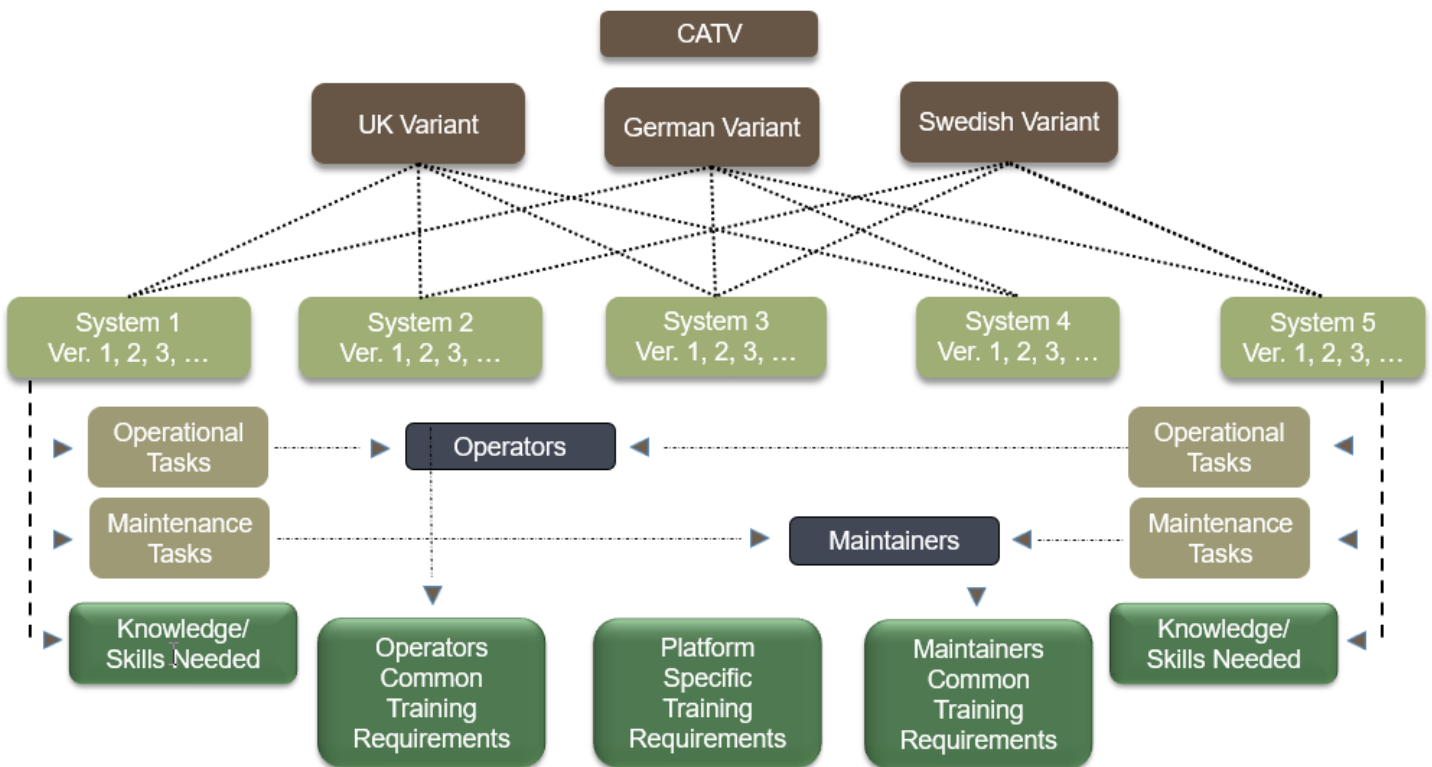 CATV
UK Variant
German Variant
Swedish Variant
System 1
Ver. 1, 2, 3, …
System 2
Ver. 1, 2, 3, …
System 3
Ver. 1, 2, 3, …
System 4
Ver. 1, 2, 3, …
System 5
Ver. 1, 2, 3, …
Operational
Tasks
Operators
Operational
Tasks
Maintenance
Tasks
Maintainers
Maintenance
Tasks
Knowledge/
Skills Needed
Operators
Common
Training
Requirements
Platform
Specific
Training
Requirements
Maintainers
Common
Training
Requirements
Knowledge/
Skills Needed